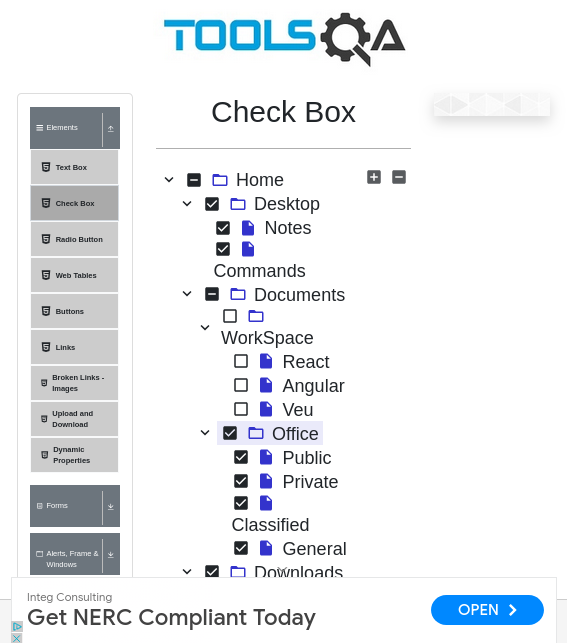 TOOLSQA
Check Box
Elements
Text Box
Check Box
Radio Button
Web Tables
Buttons
Links
Broken Links -
Images
Upload and
Download
Dynamic
Properties
Forms
Alerts, Frame &
Windows
Home
Desktop
Notes
Commands
Documents
WorkSpace
React
Angular
Veu
Office
Public
Private
Classified
General
Downloads
Integ Consulting
Get NERC Compliant Today
OPEN